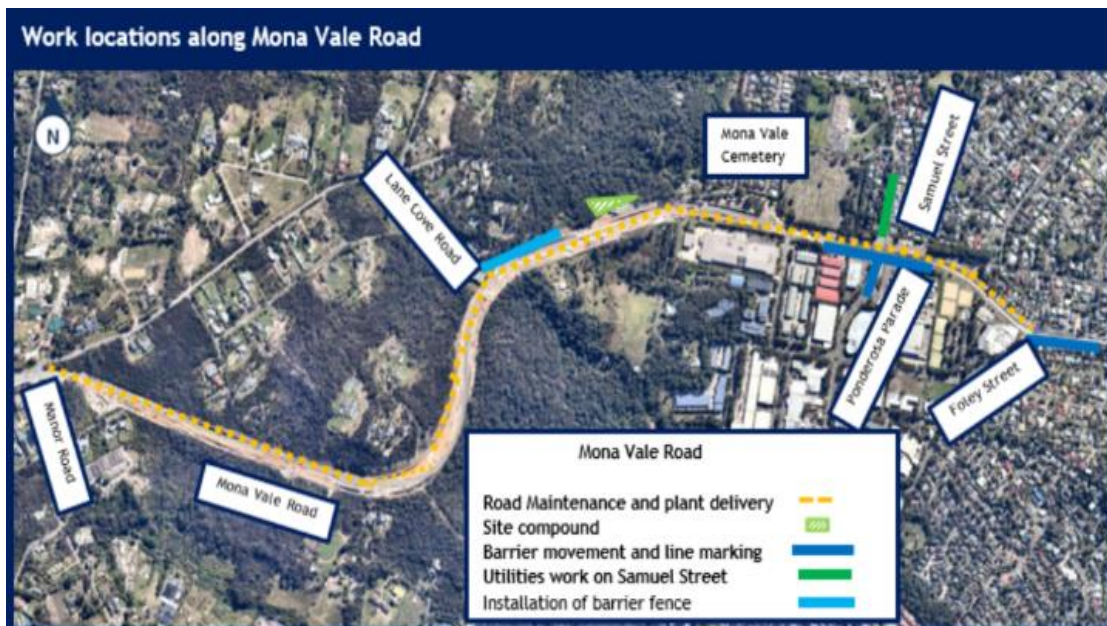 Work locations along Mona Vale Road
N
Mona Vale
Cemetery
Samuel Street
Lane Cove Road
Ponderosa Parade
Foley Street
Manor Road
Mona Vale Road
Mona Vale Road
Road Maintenance and plant delivery
Site compound
Barrier movement and line marking
Utilities work on Samuel Street
Installation of barrier fence